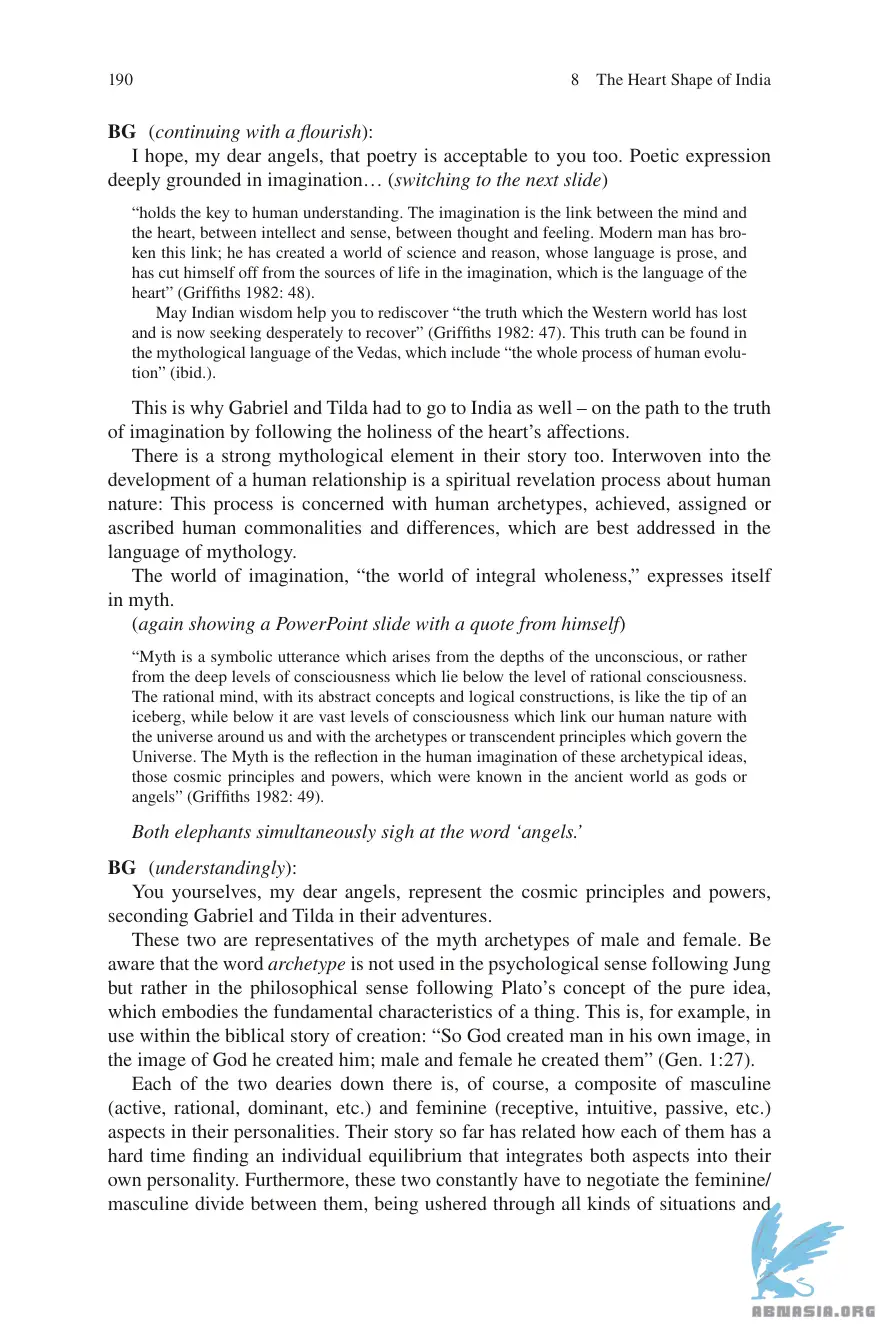 190
8 The Heart Shape of India
BG (continuing with a flourish):
I hope, my dear angels, that poetry is acceptable to you too. Poetic expression
deeply grounded in imagination… (switching to the next slide)
“holds the key to human understanding. The imagination is the link between the mind and
the heart, between intellect and sense, between thought and feeling. Modern man has bro-
ken this link; he has created a world of science and reason, whose language is prose, and
has cut himself off from the sources of life in the imagination, which is the language of the
heart” (Griffiths 1982: 48).
May Indian wisdom help you to rediscover “the truth which the Western world has lost
and is now seeking desperately to recover” (Griffiths 1982: 47). This truth can be found in
the mythological language of the Vedas, which include “the whole process of human evolu-
tion” (ibid.).
This is why Gabriel and Tilda had to go to India as well – on the path to the truth
of imagination by following the holiness of the heart’s affections.
There is a strong mythological element in their story too. Interwoven into the
development of a human relationship is a spiritual revelation process about human
nature: This process is concerned with human archetypes, achieved, assigned or
ascribed human commonalities and differences, which are best addressed in the
language of mythology.
The world of imagination, “the world of integral wholeness,” expresses itself
in myth.
(again showing a PowerPoint slide with a quote from himself)
“Myth is a symbolic utterance which arises from the depths of the unconscious, or rather
from the deep levels of consciousness which lie below the level of rational consciousness.
The rational mind, with its abstract concepts and logical constructions, is like the tip of an
iceberg, while below it are vast levels of consciousness which link our human nature with
the universe around us and with the archetypes or transcendent principles which govern the
Universe. The Myth is the reflection in the human imagination of these archetypical ideas,
those cosmic principles and powers, which were known in the ancient world as gods or
angels” (Griffiths 1982: 49).
Both elephants simultaneously sigh at the word ‘angels.’
BG (understandingly):
You yourselves, my dear angels, represent the cosmic principles and powers,
seconding Gabriel and Tilda in their adventures.
These two are representatives of the myth archetypes of male and female. Be
aware that the word archetype is not used in the psychological sense following Jung
but rather in the philosophical sense following Plato’s concept of the pure idea,
which embodies the fundamental characteristics of a thing. This is, for example, in
use within the biblical story of creation: “So God created man in his own image, in
the image of God he created him; male and female he created them” (Gen. 1:27).
Each of the two dearies down there is, of course, a composite of masculine
(active, rational, dominant, etc.) and feminine (receptive, intuitive, passive, etc.)
aspects in their personalities. Their story so far has related how each of them has a
hard time finding an individual equilibrium that integrates both aspects into their
own personality. Furthermore, these two constantly have to negotiate the feminine/
masculine divide between them, being ushered through all kinds of situations and
ABNASIA.ORG